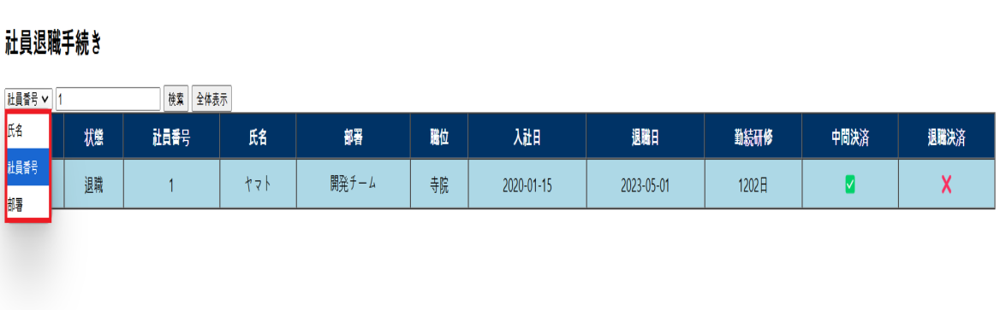 社員退職手続き
社員番号 1 検索 全体表示
氏名
社員番号
部署
状態 社員番号 氏名 部署 職位 入社日 退職日 勤続研修 中間決済 退職決済
退職 1 ヤマト 開発チーム 寺院 2020-01-15 2023-05-01 1202日 ✅ ❌